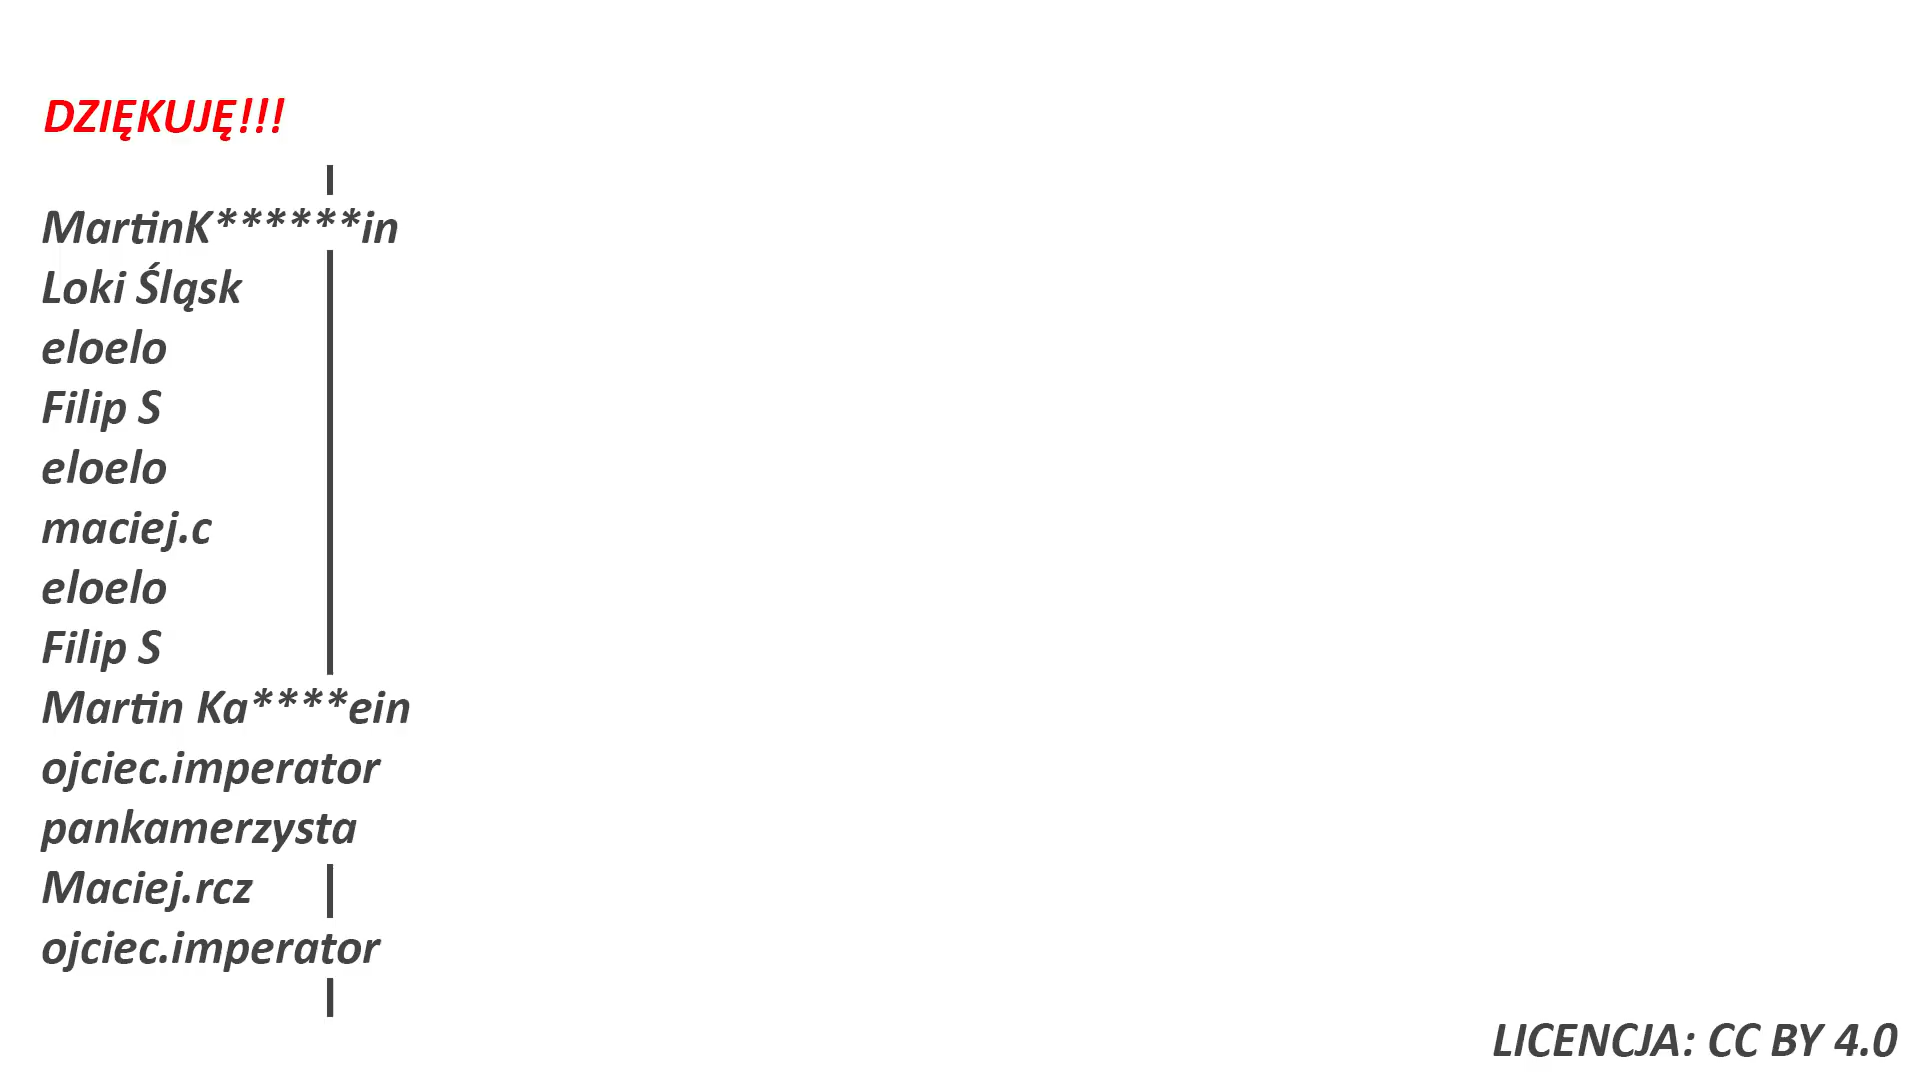 DZIĘKUJĘ!!!
MartinK******in
Loki Śląsk
eloelo
Filip S
eloelo
maciej.c
eloelo
Filip S
Martin Ka****ein
ojciec.imperator
pankamerzysta
Maciej.rcz
ojciec.imperator
LICENCJA: CC BY 4.0